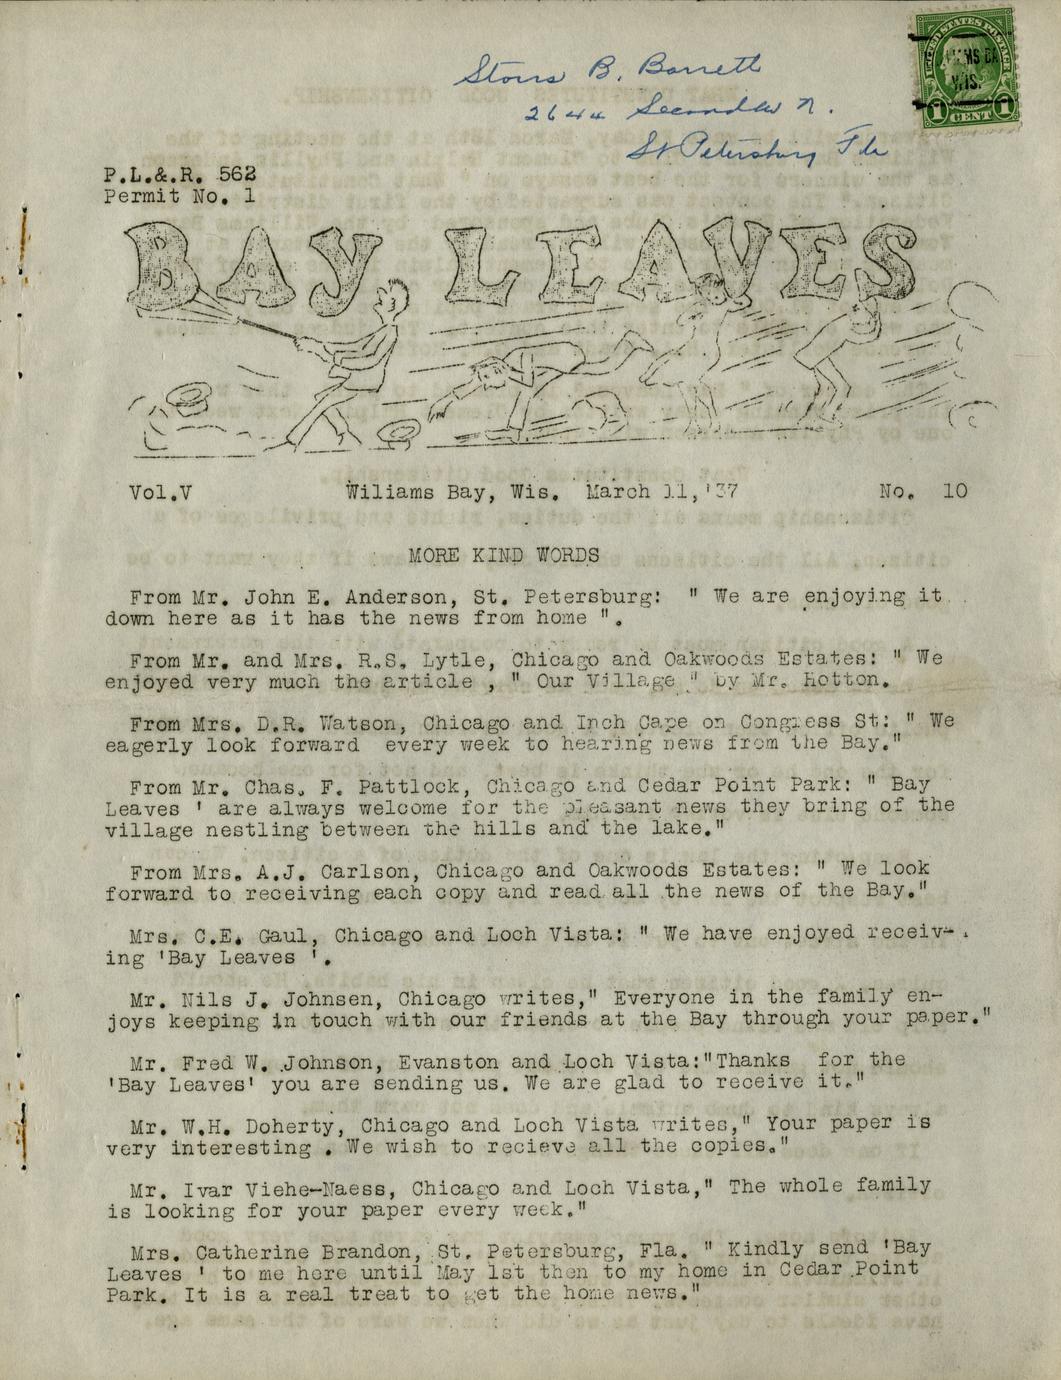 Storrs B. Barrett
2644 Second Av N.
St Petersburg Fla
UNITED STATES POSTAGE
WIS.
1 CENT 1
P.L.&.R. 562
Permit No. 1
BAY LEAVES
Vol.V Wiliams Bay, Wis. March 11,'37 No. 10
MORE KIND WORDS
From Mr. John E. Anderson, St. Petersburg: " We are enjoying it
down here as it has the news from home ".
From Mr. and Mrs. R.S. Lytle, Chicago and Oakwoods Estates: " We
enjoyed very much the article , " Our Village " by Mr. Hotton.
From Mrs. D.R. Watson, Chicago and Inch Cape on Congress St: " We
eagerly look forward every week to hearing news from the Bay."
From Mr. Chas. F. Pattlock, Chicago and Cedar Point Park: " Bay
Leaves ' are always welcome for the pleasant news they bring of the
village nestling between the hills and the lake."
From Mrs. A.J. Carlson, Chicago and Oakwoods Estates: " We look
forward to receiving each copy and read all the news of the Bay."
Mrs. C.E. Gaul, Chicago and Loch Vista: " We have enjoyed receiv-
ing 'Bay Leaves '.
Mr. Nils J. Johnsen, Chicago writes," Everyone in the family en-
joys keeping in touch with our friends at the Bay through your paper."
Mr. Fred W. Johnson, Evanston and Loch Vista:"Thanks for the
'Bay Leaves' you are sending us. We are glad to receive it."
Mr. W.H. Doherty, Chicago and Loch Vista writes," Your paper is
very interesting . We wish to recieve all the copies."
Mr. Ivar Viehe-Naess, Chicago and Loch Vista," The whole family
is looking for your paper every week."
Mrs. Catherine Brandon, St. Petersburg, Fla. " Kindly send 'Bay
Leaves ' to me here until May 1st then to my home in Cedar Point
Park. It is a real treat to get the home news."